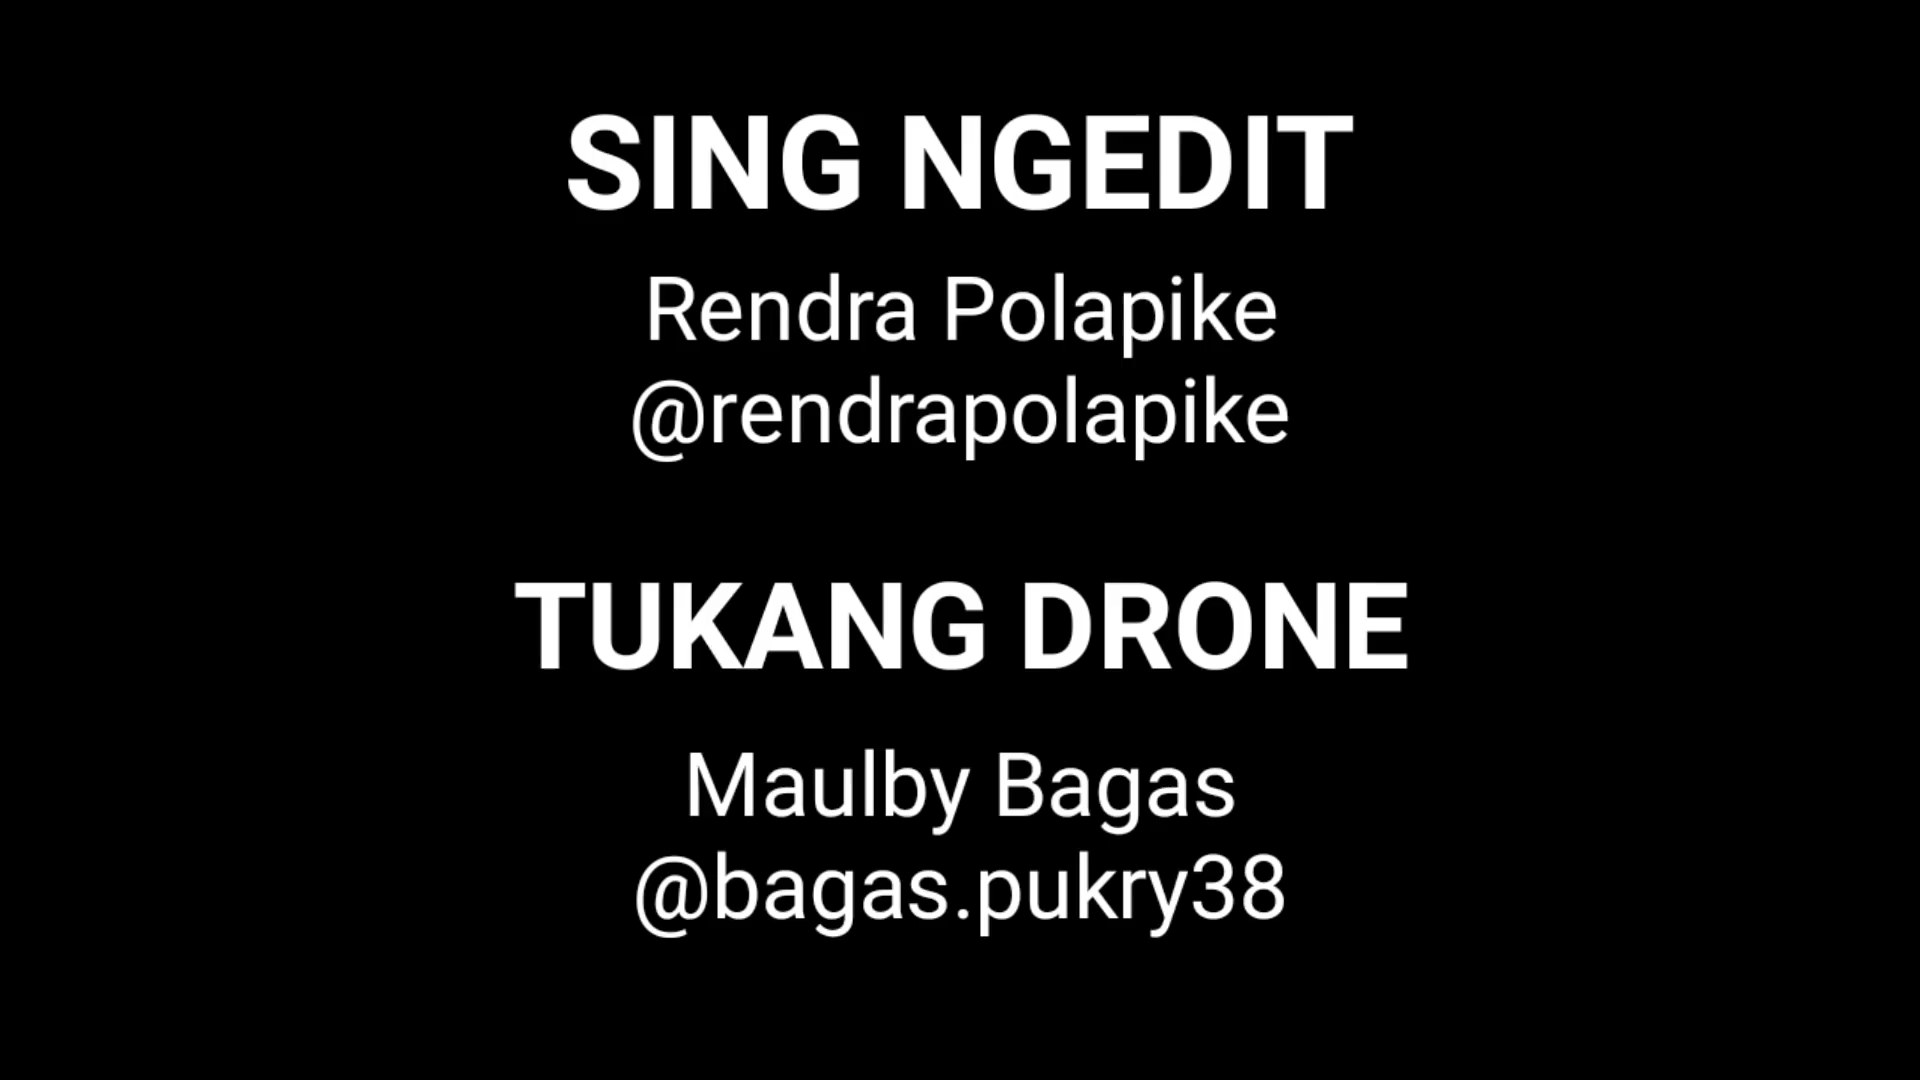 SING NGEDIT
Rendra Polapike
@rendrapolapike
TUKANG DRONE
Maulby Bagas
@bagas.pukry38